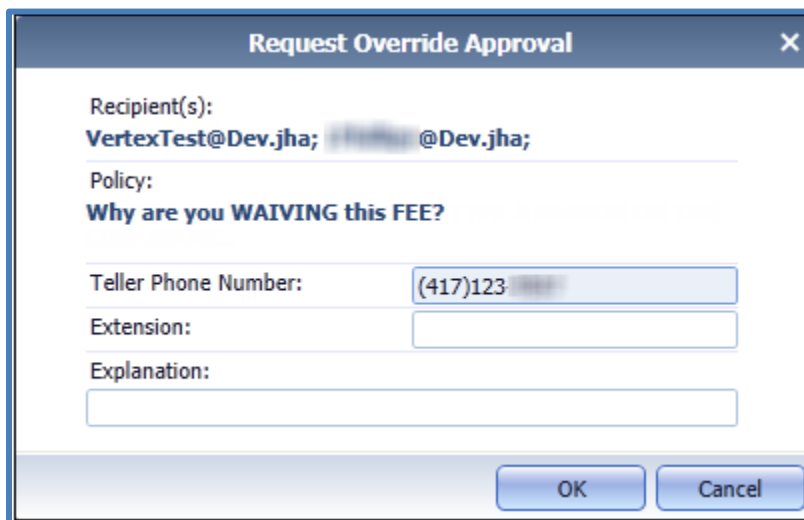 Request Override Approval
Recipient(s):
VertexTest@Dev.jha; @Dev.jha;
Policy:
Why are you WAIVING this FEE?
Teller Phone Number: (417)123
Extension:
Explanation:
OK Cancel